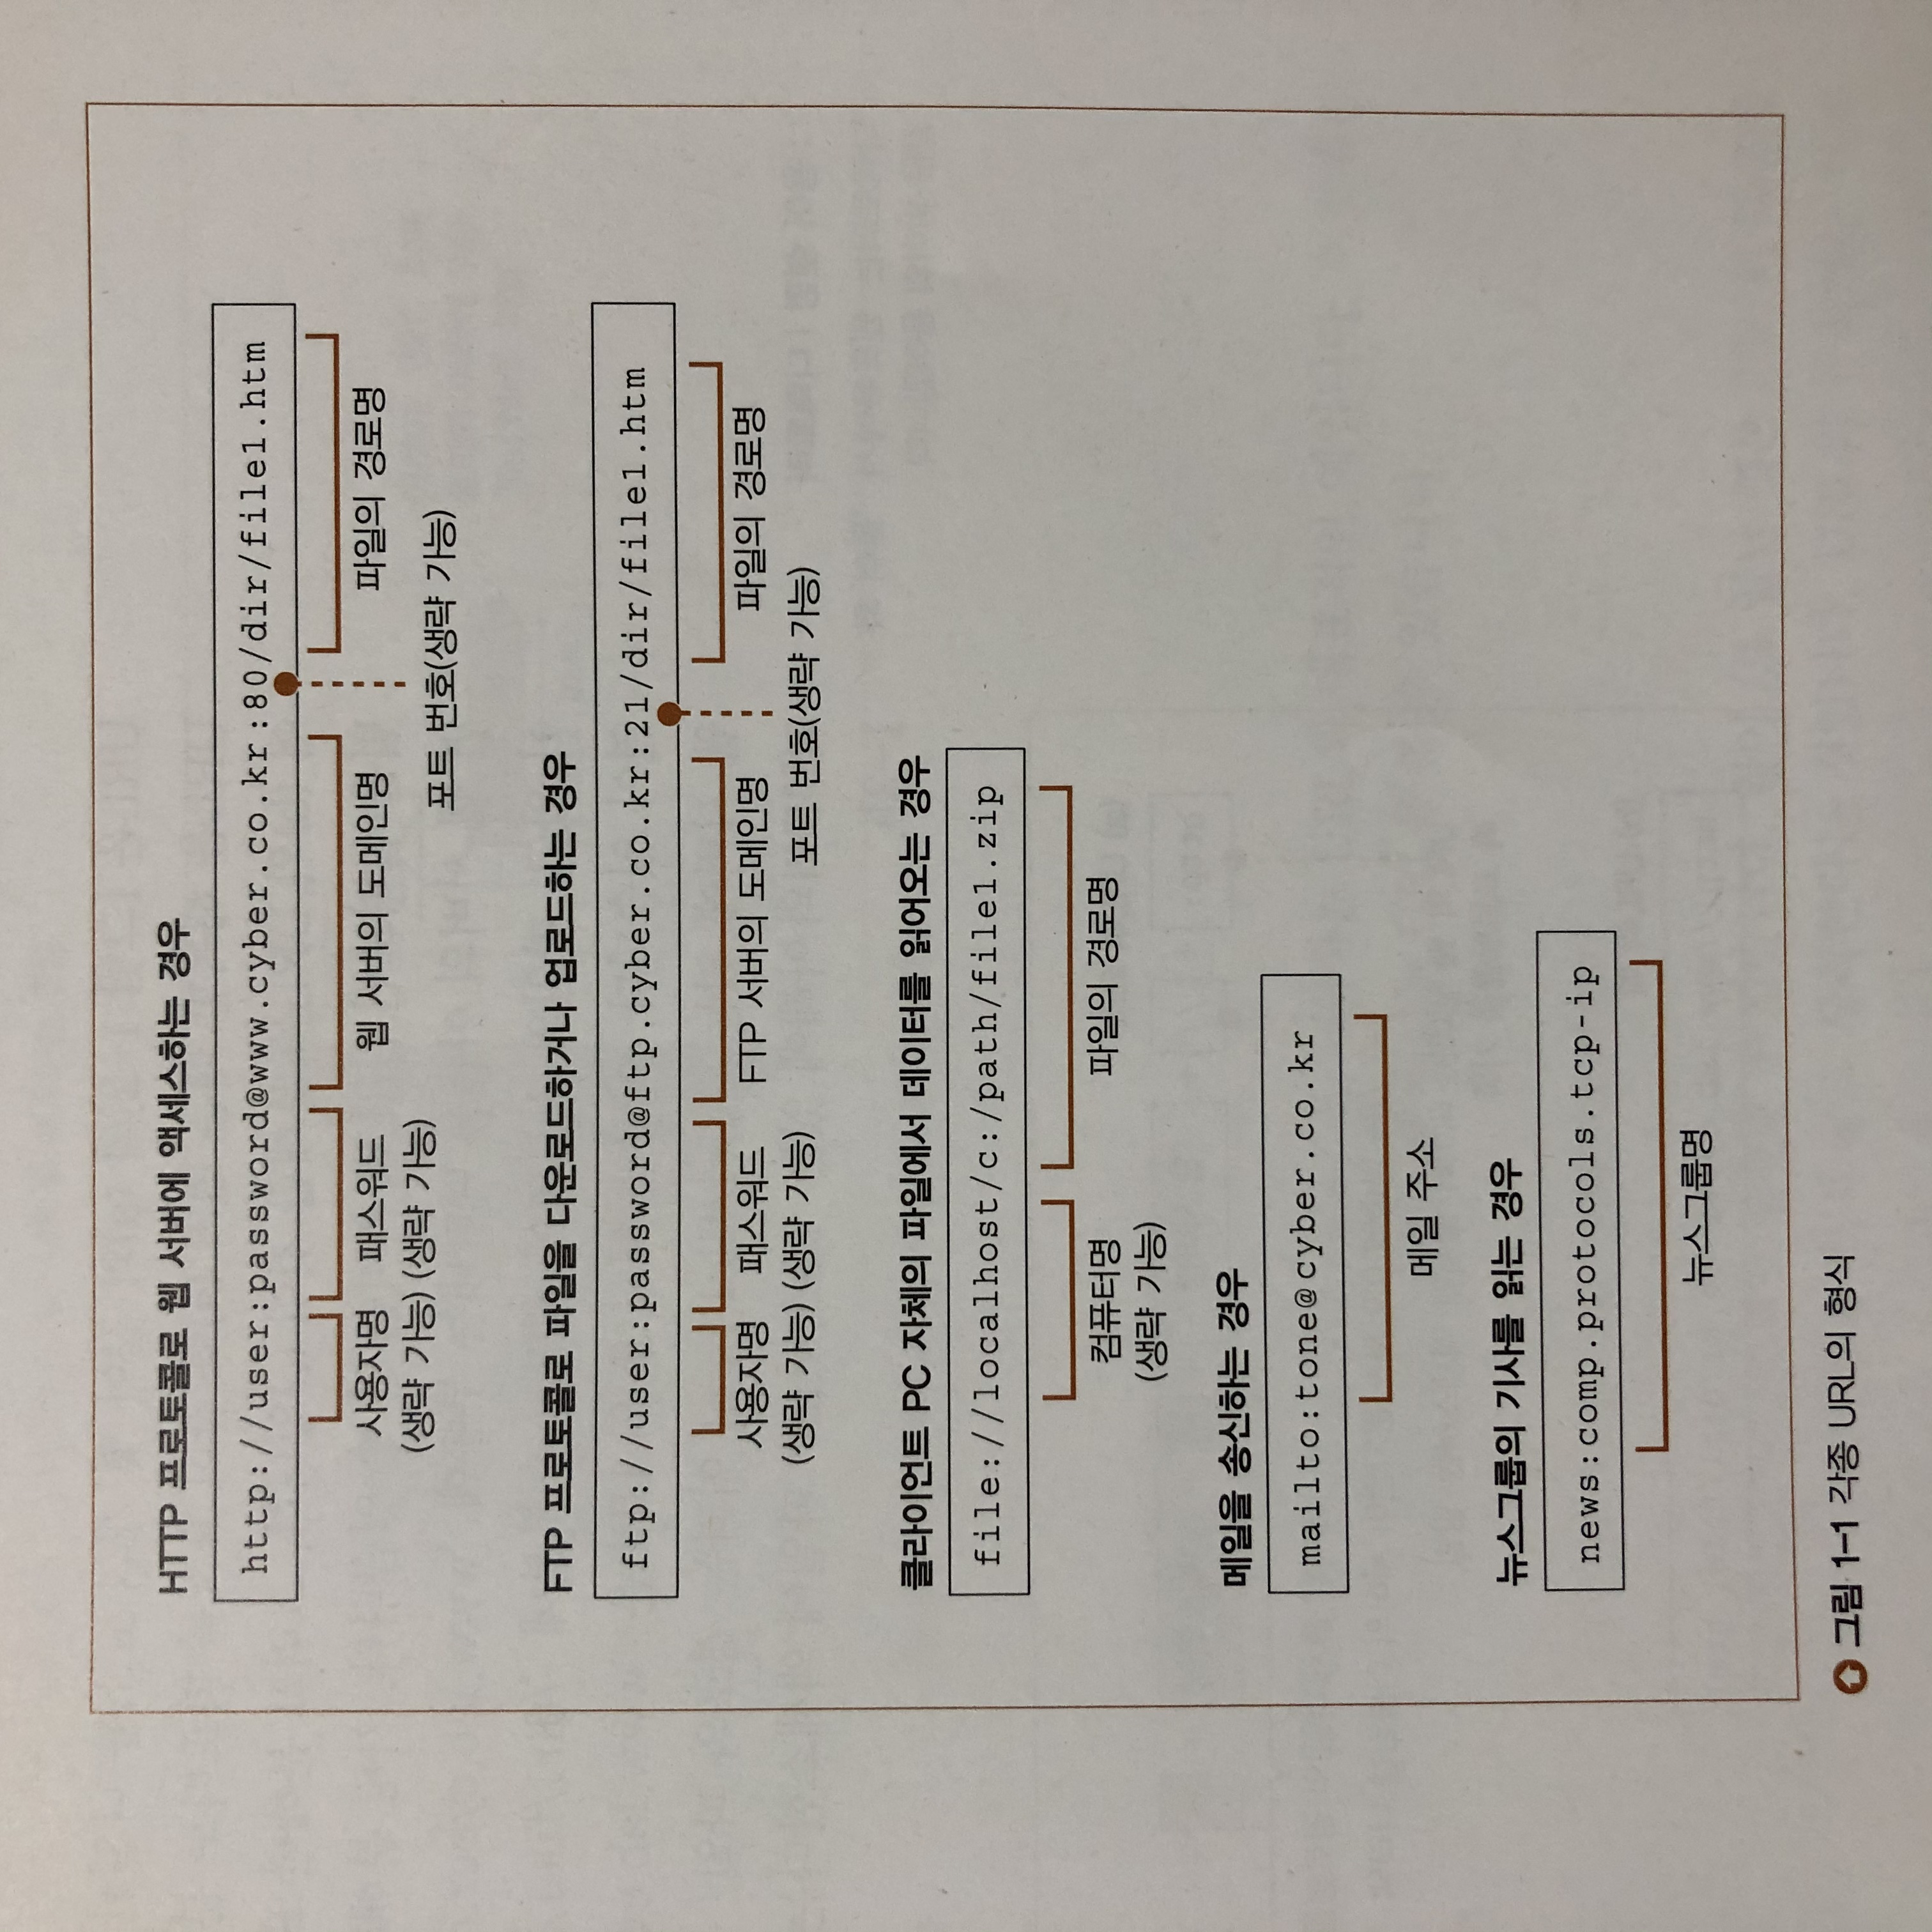 HTTP 프로토콜로 웹 서버에 액세스하는 경우
http://user:password@www.cyber.co.kr:80/dir/file1.htm
사용자명 패스워드 웹 서버의 도메인명 파일의 경로명
(생략 가능) (생략 가능)
포트 번호(생략 가능)
FTP 프로토콜로 파일을 다운로드하거나 업로드하는 경우
ftp://user:password@ftp.cyber.co.kr:21/dir/file1.htm
사용자명 패스워드 FTP 서버의 도메인명 파일의 경로명
(생략 가능) (생략 가능) 포트 번호(생략 가능)
클라이언트 PC 자체의 파일에서 데이터를 읽어오는 경우
file://localhost/c:/path/file1.zip
컴퓨터명 파일의 경로명
(생략 가능)
메일을 송신하는 경우
mailto:tone@cyber.co.kr
메일 주소
뉴스그룹의 기사를 읽는 경우
news:comp.protocols.tcp-ip
뉴스그룹명
그림 1-1 각종 URL의 형식